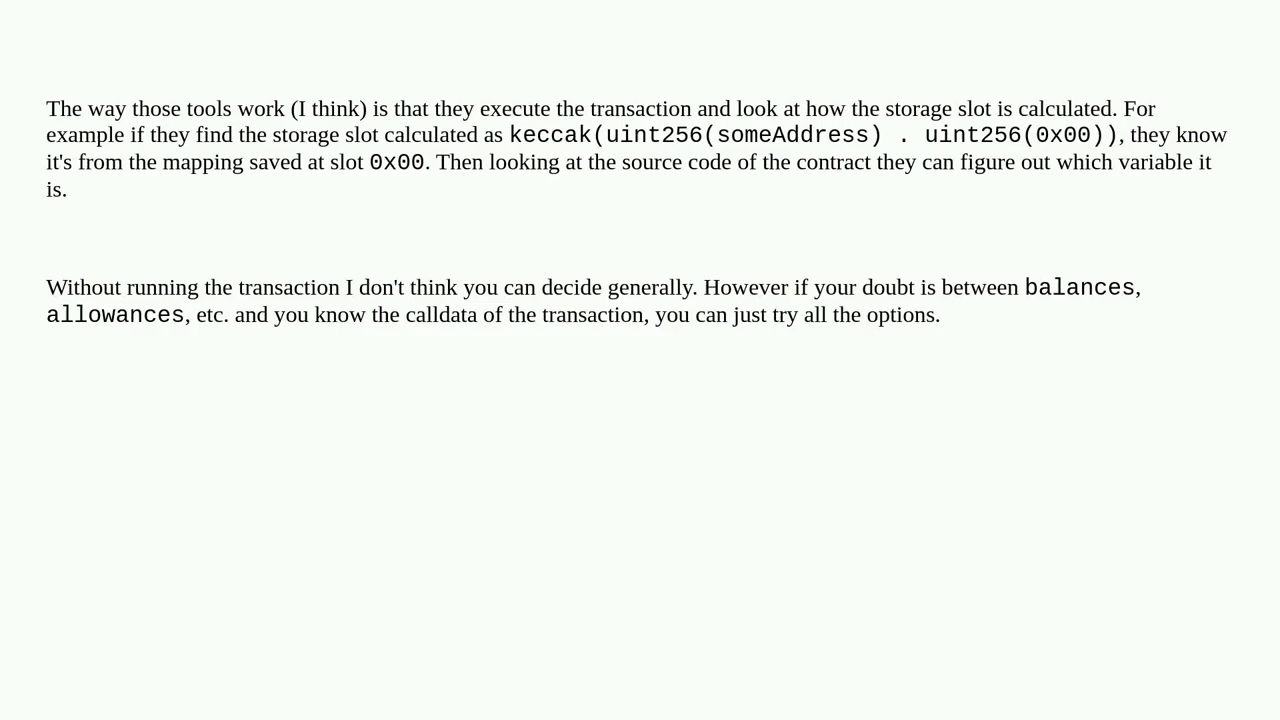 The way those tools work (I think) is that they execute the transaction and look at how the storage slot is calculated. For
example if they find the storage slot calculated as keccak(uint256(someAddress) . uint256(0x00)), they know
it's from the mapping saved at slot 0x00. Then looking at the source code of the contract they can figure out which variable it
is.
Without running the transaction I don't think you can decide generally. However if your doubt is between balances,
allowances, etc. and you know the calldata of the transaction, you can just try all the options.